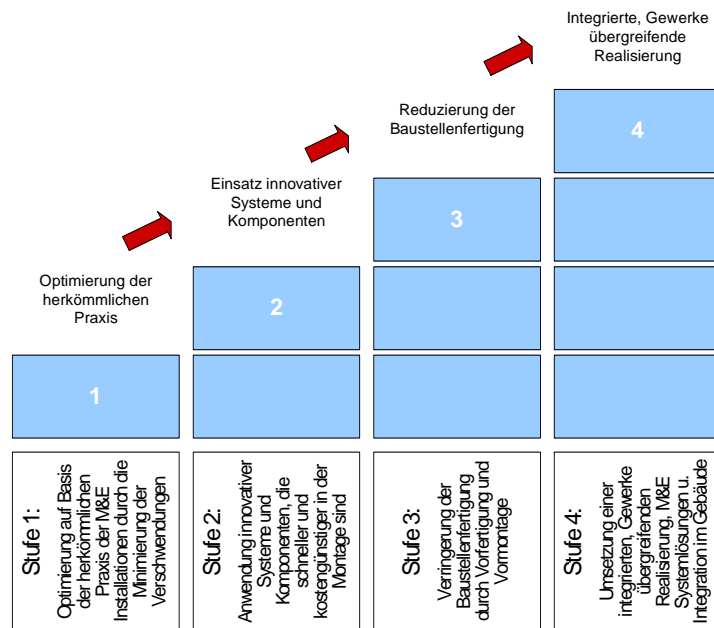 Integrierte, Gewerke
übergreifende
Realisierung
4
Reduzierung der
Baustellenfertigung
3
Einsatz innovativer
Systeme und
Komponenten
2
Optimierung der
herkömmlichen
Praxis
1
Stufe 1:
Optimierung auf Basis
der herkömmlichen
Praxis der M&E
Installationen durch die
Minimierung der
Verschwendungen
Stufe 2:
Anwendung innovativer
Systeme und
Komponenten, die
schneller und
kostengünstiger in der
Montage sind
Stufe 3:
Verringerung der
Baustellenfertigung
durch Vorfertigung und
Vormontage
Stufe 4:
Umsetzung einer
integrierten, Gewerke
übergreifenden
Realisierung, M&E
Systemlösungen u.
Integration im Gebäude